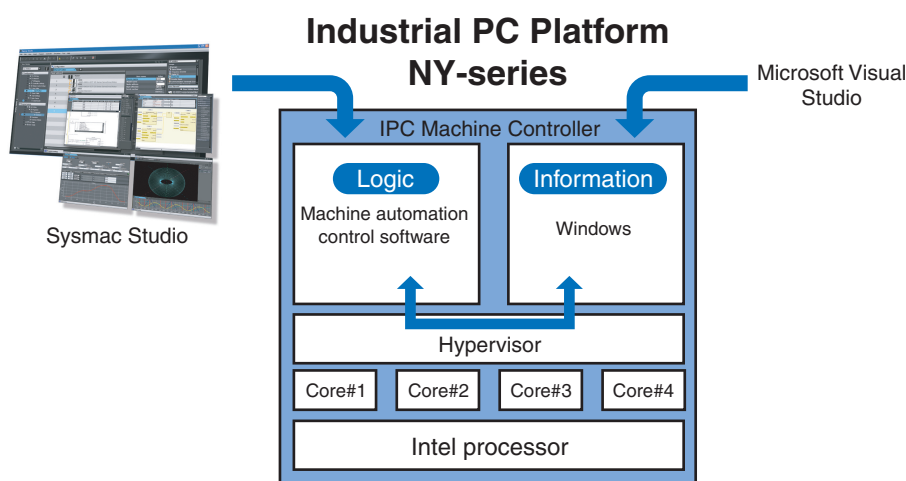 Industrial PC Platform
NY-series
Microsoft Visual
Studio
Sysmac Studio
IPC Machine Controller
Logic
Machine automation
control software
Information
Windows
Hypervisor
Core#1
Core#2
Core#3
Core#4
Intel processor